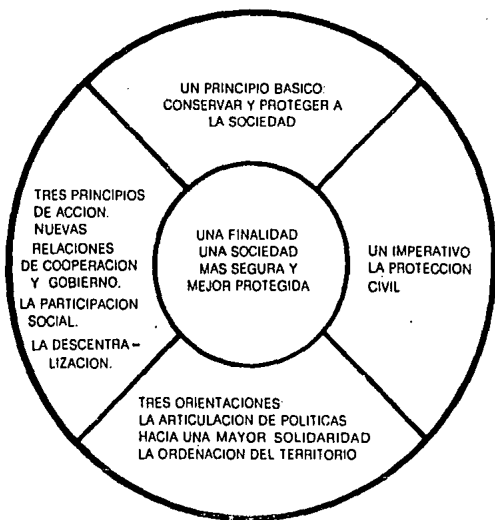 UN PRINCIPIO BASICO:
CONSERVAR Y PROTEGER A
LA SOCIEDAD
TRES PRINCIPIOS
DE ACCION.
NUEVAS
RELACIONES
DE COOPERACION
Y GOBIERNO.
LA PARTICIPACION
SOCIAL.
LA DESCENTRA-
LIZACION.
UNA FINALIDAD
UNA SOCIEDAD
MAS SEGURA Y
MEJOR PROTEGIDA
UN IMPERATIVO
LA PROTECCION
CIVIL
TRES ORIENTACIONES:
LA ARTICULACION DE POLITICAS
HACIA UNA MAYOR SOLIDARIDAD
LA ORDENACION DEL TERRITORIO